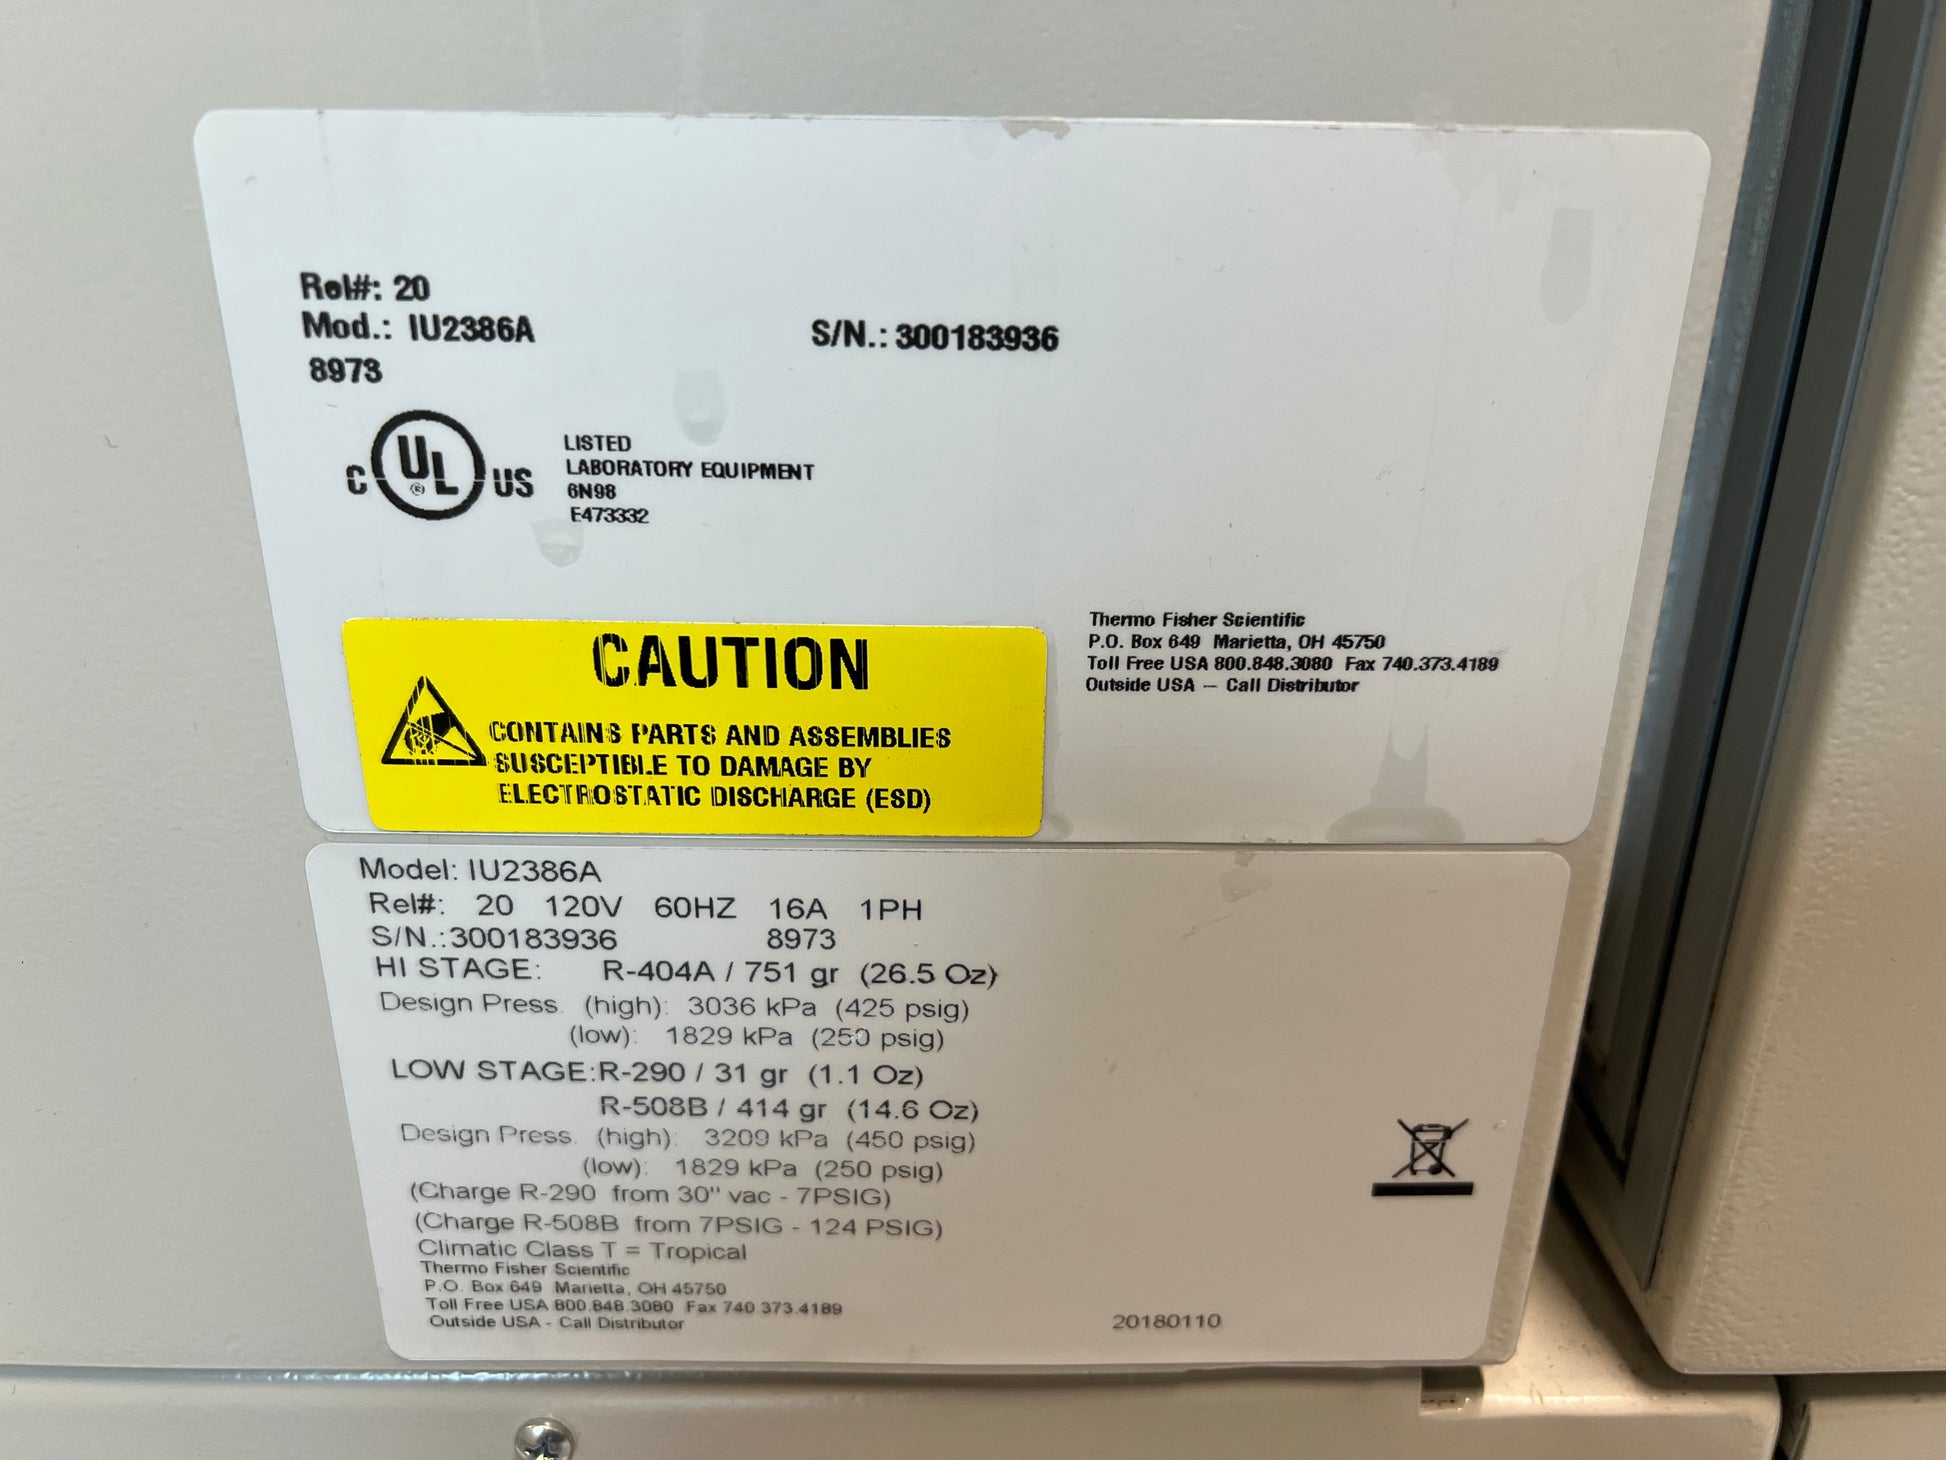 Rel#: 20
Mod.: IU2386A
S/N.: 300183936
8973
C UL ® US
LISTED
LABORATORY EQUIPMENT
6N98
E473332
CAUTION
CONTAINS PARTS AND ASSEMBLIES
SUSCEPTIBLE TO DAMAGE BY
ELECTROSTATIC DISCHARGE (ESD)
Thermo Fisher Scientific
P.O. Box 649 Marietta, OH 45750
Toll Free USA 800.848.3080 Fax 740.373.4189
Outside USA – Call Distributor
Model: IU2386A
Rel#: 20 120V 60HZ 16A 1PH
S/N.:300183936 8973
HI STAGE: R-404A / 751 gr (26.5 Oz)
Design Press. (high): 3036 kPa (425 psig)
(low): 1829 kPa (250 psig)
LOW STAGE:R-290 / 31 gr (1.1 Oz)
R-508B / 414 gr (14.6 Oz)
Design Press. (high): 3209 kPa (450 psig)
(low): 1829 kPa (250 psig)
(Charge R-290 from 30" vac - 7PSIG)
(Charge R-508B from 7PSIG - 124 PSIG)
Climatic Class T = Tropical
Thermo Fisher Scientific
P.O. Box 649 Marietta, OH 45750
Toll Free USA 800.848.3080 Fax 740.373.4189
Outside USA - Call Distributor
20180110